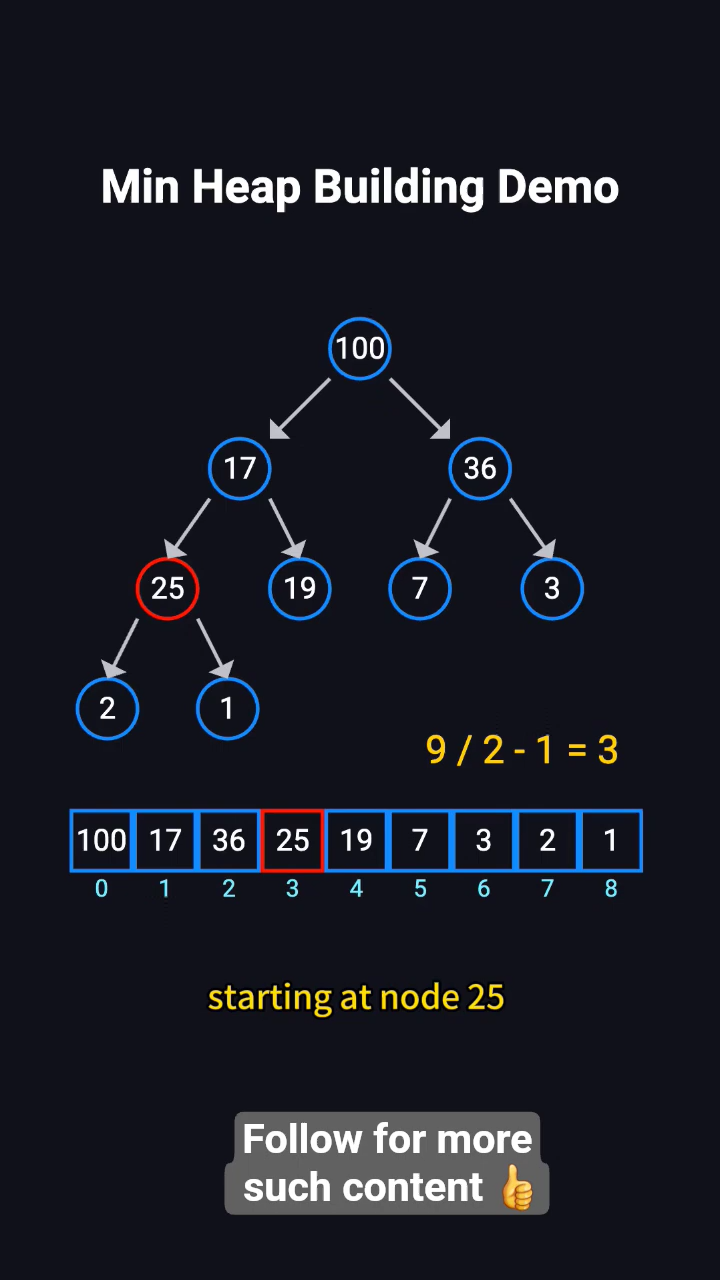 Min Heap Building Demo
100
17 36
25 19 7 3
2 1
9 / 2 - 1 = 3
100 17 36 25 19 7 3 2 1
0 1 2 3 4 5 6 7 8
starting at node 25
Follow for more
such content 👍